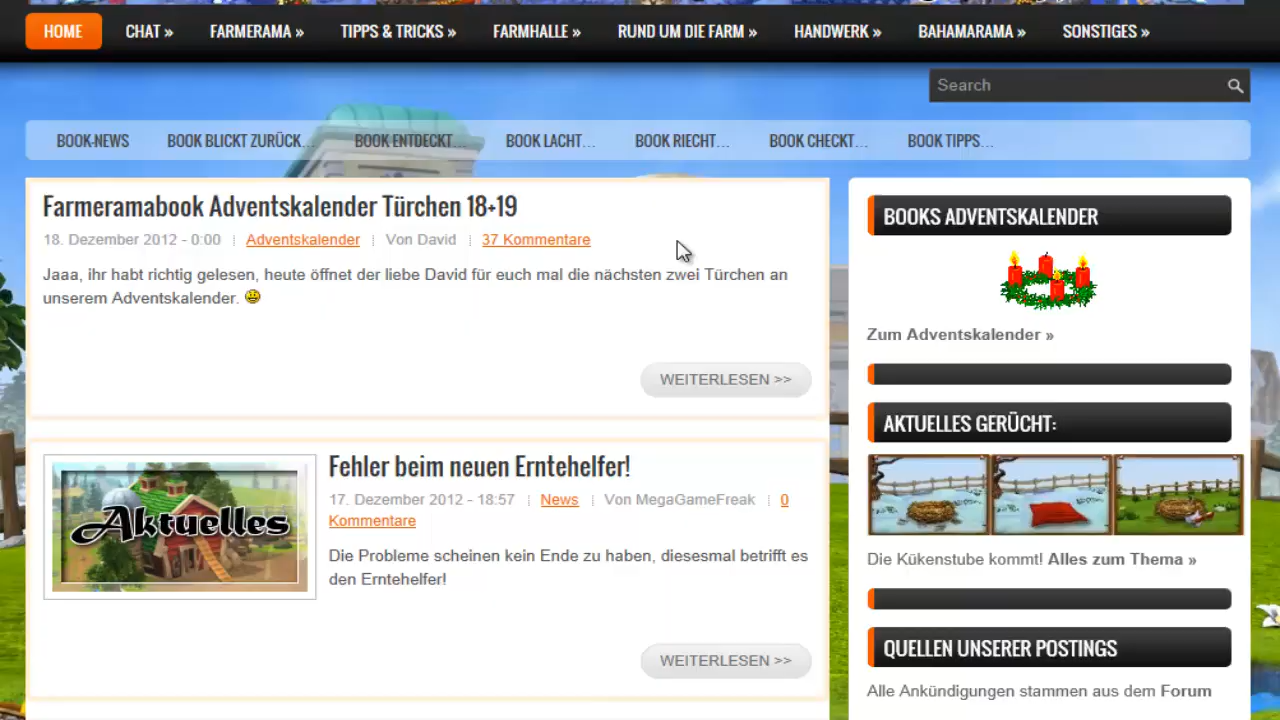 HOME CHAT » FARMERAMA » TIPPS & TRICKS » FARMHALLE » RUND UM DIE FARM » HANDWERK » BAHAMARAMA » SONSTIGES »
Search
BOOK-NEWS BOOK BLICKT ZURÜCK... BOOK ENTDECKT... BOOK LACHT... BOOK RIECHT... BOOK CHECKT... BOOK TIPPS...
Farmeramabook Adventskalender Türchen 18+19
18. Dezember 2012 - 0:00 Adventskalender Von David 37 Kommentare
Jaaa, ihr habt richtig gelesen, heute öffnet der liebe David für euch mal die nächsten zwei Türchen an
unserem Adventskalender.
WEITERLESEN >>
Aktuelles
Fehler beim neuen Erntehelfer!
17. Dezember 2012 - 18:57 News Von MegaGameFreak 0
Kommentare
Die Probleme scheinen kein Ende zu haben, diesesmal betrifft es
den Erntehelfer!
WEITERLESEN >>
BOOKS ADVENTSKALENDER
Zum Adventskalender »
AKTUELLES GERÜCHT:
Die Kükenstube kommt! Alles zum Thema »
QUELLEN UNSERER POSTINGS
Alle Ankündigungen stammen aus dem Forum